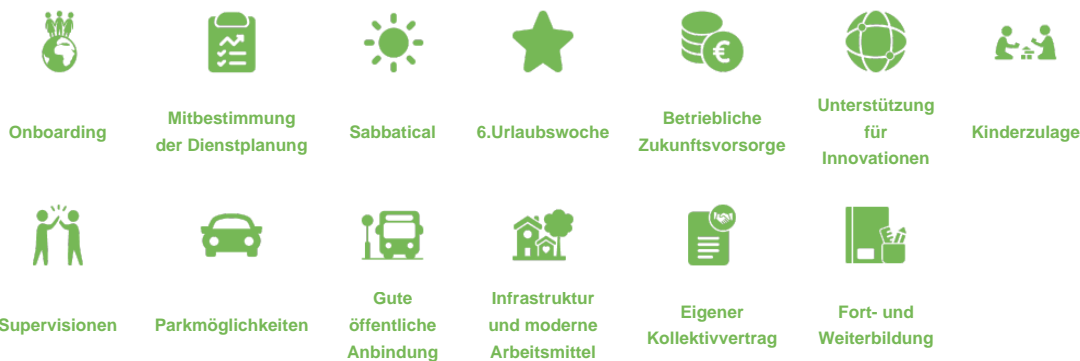 Onboarding
Mitbestimmung
der Dienstplanung
Sabbatical
6.Urlaubswoche
Betriebliche
Zukunftsvorsorge
Unterstützung
für
Innovationen
Kinderzulage
Supervisionen
Parkmöglichkeiten
Gute
öffentliche
Anbindung
Infrastruktur
und moderne
Arbeitsmittel
Eigener
Kollektivvertrag
Fort- und
Weiterbildung